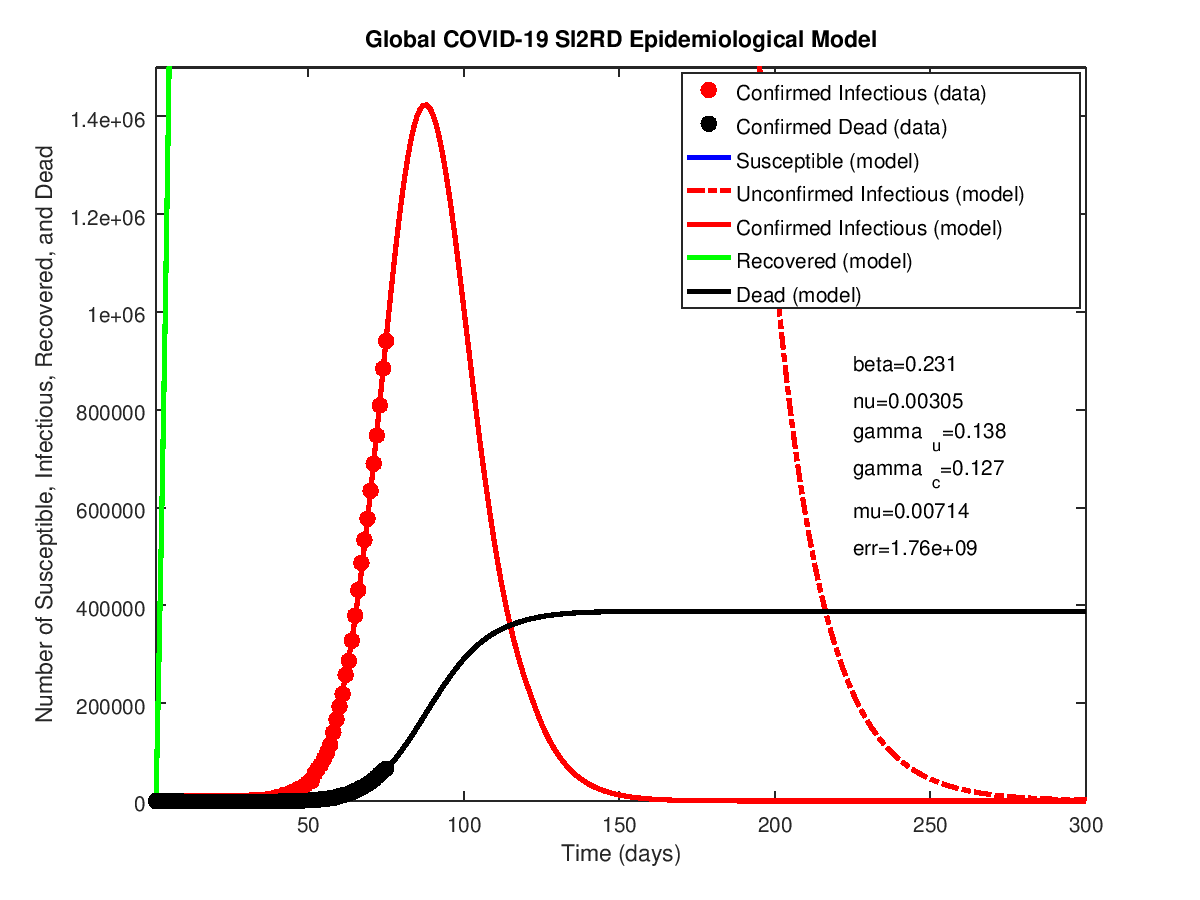 Global COVID-19 SI2RD Epidemiological Model
Number of Susceptible, Infectious, Recovered, and Dead
1.4e+06
1.2e+06
1e+06
800000
600000
400000
200000
0
Confirmed Infectious (data)
Confirmed Dead (data)
Susceptible (model)
Unconfirmed Infectious (model)
Confirmed Infectious (model)
Recovered (model)
Dead (model)
beta=0.231
nu=0.00305
gamma u=0.138
gamma c=0.127
mu=0.00714
err=1.76e+09
50 100 150 200 250 300
Time (days)